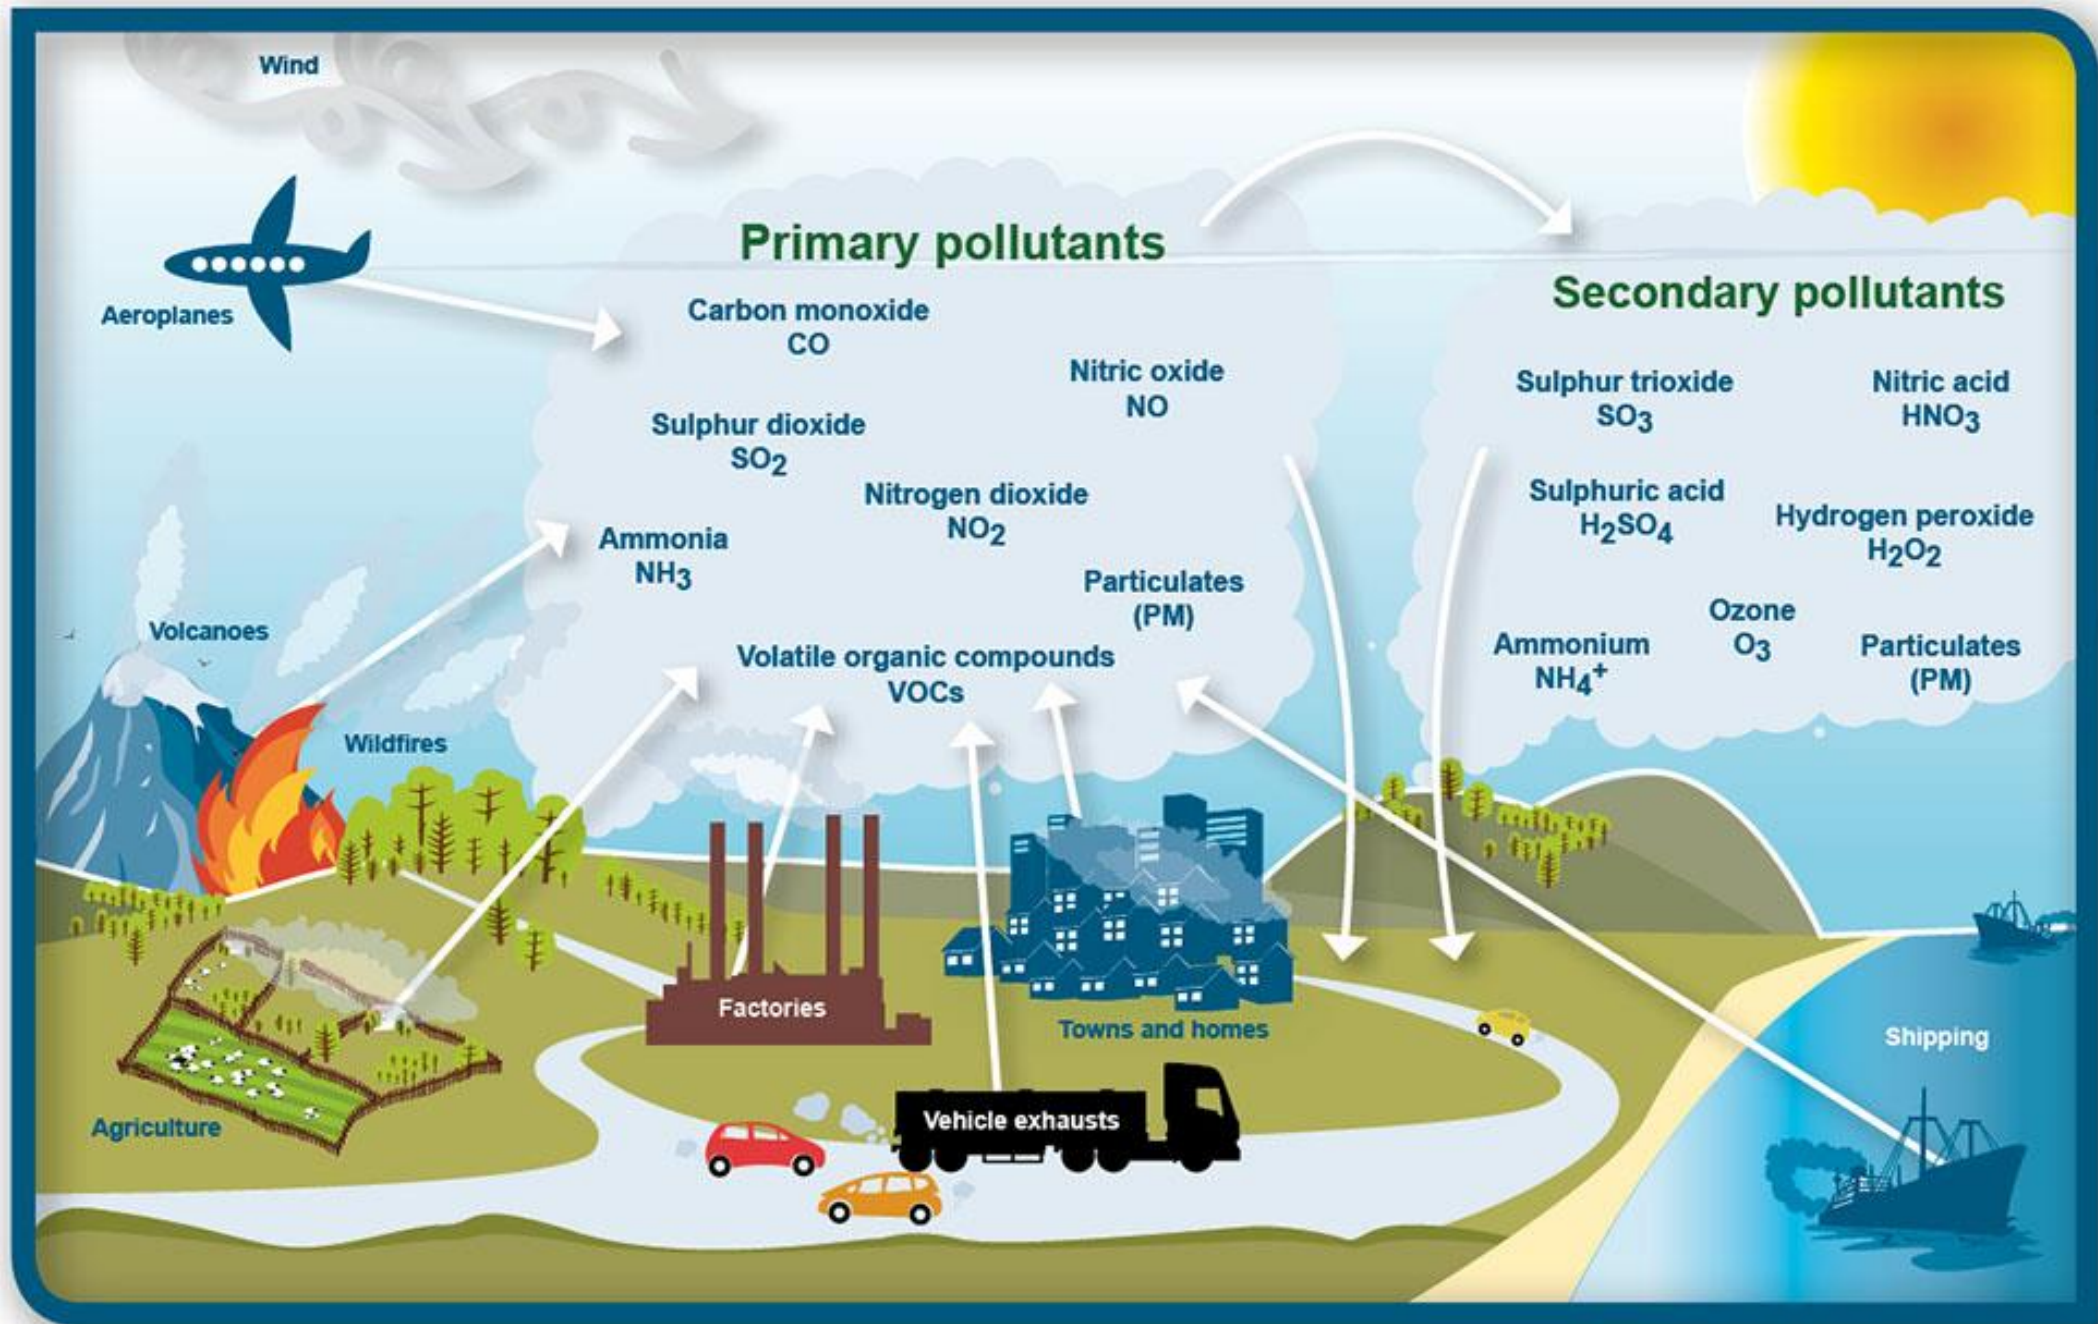 Wind
Aeroplanes
Primary pollutants
Carbon monoxide
CO
Nitric oxide
NO
Sulphur dioxide
SO2
Nitrogen dioxide
NO2
Ammonia
NH3
Particulates
(PM)
Volatile organic compounds
VOCs
Secondary pollutants
Sulphur trioxide
SO3
Nitric acid
HNO3
Sulphuric acid
H2SO4
Hydrogen peroxide
H2O2
Ozone
O3
Ammonium
NH4+
Particulates
(PM)
Volcanoes
Wildfires
Agriculture
Factories
Towns and homes
Vehicle exhausts
Shipping